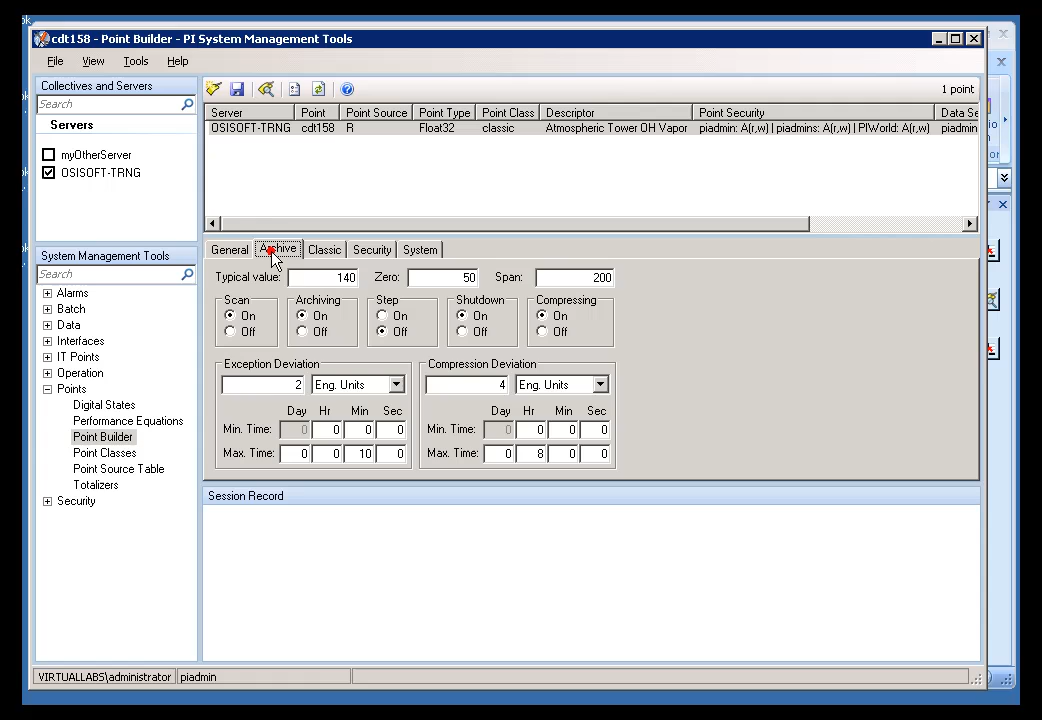 cdt158 - Point Builder - PI System Management Tools
File View Tools Help
Collectives and Servers
Search
Servers
myOtherServer
OSISOFT-TRNG
System Management Tools
Search
Alarms
Batch
Data
Interfaces
IT Points
Operation
Points
Digital States
Performance Equations
Point Builder
Point Classes
Point Source Table
Totalizers
Security
1 point
Server Point Point Source Point Type Point Class Descriptor Point Security Data Se
OSISOFT-TRNG cdt158 R Float32 classic Atmospheric Tower OH Vapor piadmin: A(r,w) | piadmins: A(r,w) | PIWorld: A(r,w) piadmin
General Archive Classic Security System
Typical value: 140 Zero: 50 Span: 200
Scan Archiving Step Shutdown Compressing
On On On On On
Off Off Off Off Off
Exception Deviation Compression Deviation
2 Eng. Units 4 Eng. Units
Day Hr Min Sec Day Hr Min Sec
Min. Time: 0 0 0 0 Min. Time: 0 0 0 0
Max. Time: 0 0 10 0 Max. Time: 0 8 0 0
Session Record
VIRTUALLABS\administrator piadmin